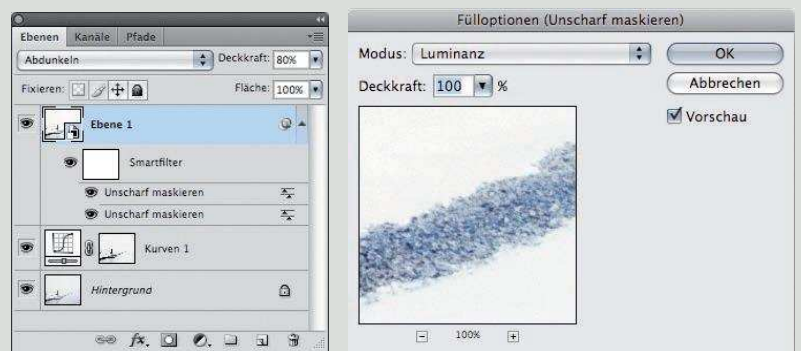 Ebenen Kanäle Pfade
Abdunkeln Deckkraft: 80%
Fixieren: Fläche: 100%
Ebene 1
Smartfilter
Unscharf maskieren
Unscharf maskieren
Kurven 1
Hintergrund
fx.
Fülloptionen (Unscharf maskieren)
Modus: Luminanz
OK
Deckkraft: 100 %
Abbrechen
Vorschau
100%